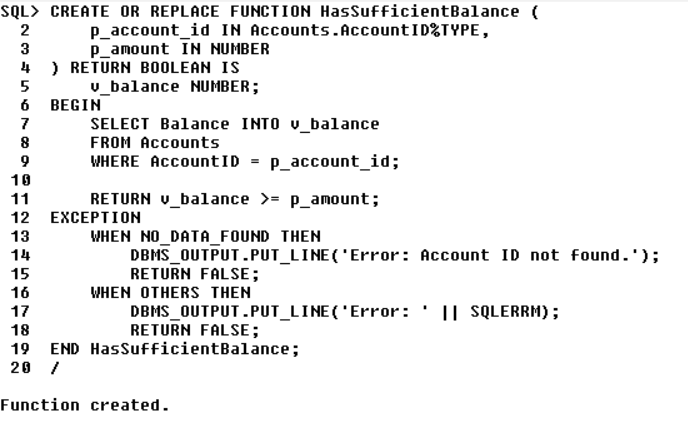 SQL> CREATE OR REPLACE FUNCTION HasSufficientBalance (
  2      p_account_id IN Accounts.AccountID%TYPE,
  3      p_amount IN NUMBER
  4  ) RETURN BOOLEAN IS
  5      v_balance NUMBER;
  6  BEGIN
  7      SELECT Balance INTO v_balance
  8      FROM Accounts
  9      WHERE AccountID = p_account_id;
 10
 11      RETURN v_balance >= p_amount;
 12  EXCEPTION
 13      WHEN NO_DATA_FOUND THEN
 14          DBMS_OUTPUT.PUT_LINE('Error: Account ID not found.');
 15          RETURN FALSE;
 16      WHEN OTHERS THEN
 17          DBMS_OUTPUT.PUT_LINE('Error: ' || SQLERRM);
 18          RETURN FALSE;
 19  END HasSufficientBalance;
 20  /
Function created.